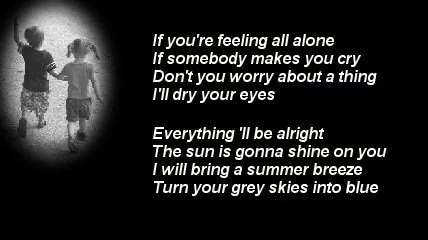 If you're feeling all alone
If somebody makes you cry
Don't you worry about a thing
I'll dry your eyes
Everything 'll be alright
The sun is gonna shine on you
I will bring a summer breeze
Turn your grey skies into blue